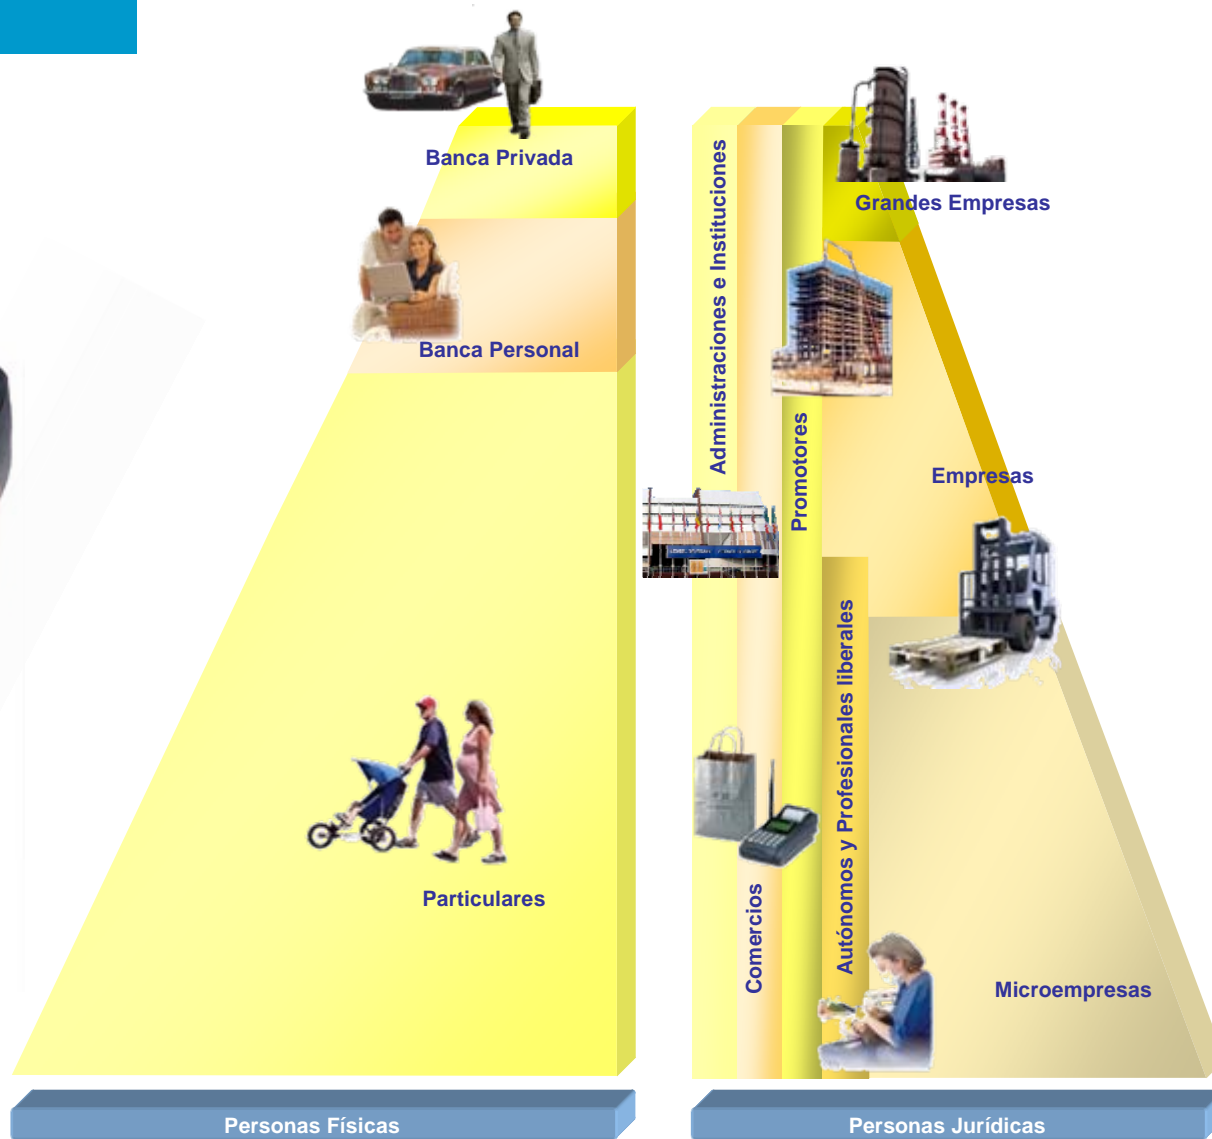 Banca Privada
Banca Personal
Particulares
Personas Físicas
Administraciones e Instituciones
Comercios
Promotores
Autónomos y Profesionales liberales
Grandes Empresas
Empresas
Microempresas
Personas Jurídicas